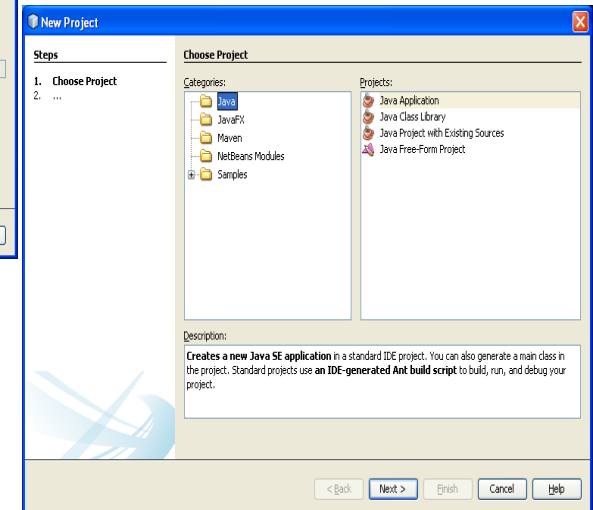 New Project
Steps
1. Choose Project
2. ...
Choose Project
Categories:
Java
JavaFX
Maven
NetBeans Modules
Samples
Projects:
Java Application
Java Class Library
Java Project with Existing Sources
Java Free-Form Project
Description:
Creates a new Java SE application in a standard IDE project. You can also generate a main class in
the project. Standard projects use an IDE-generated Ant build script to build, run, and debug your
project.
< Back
Next >
Finish
Cancel
Help